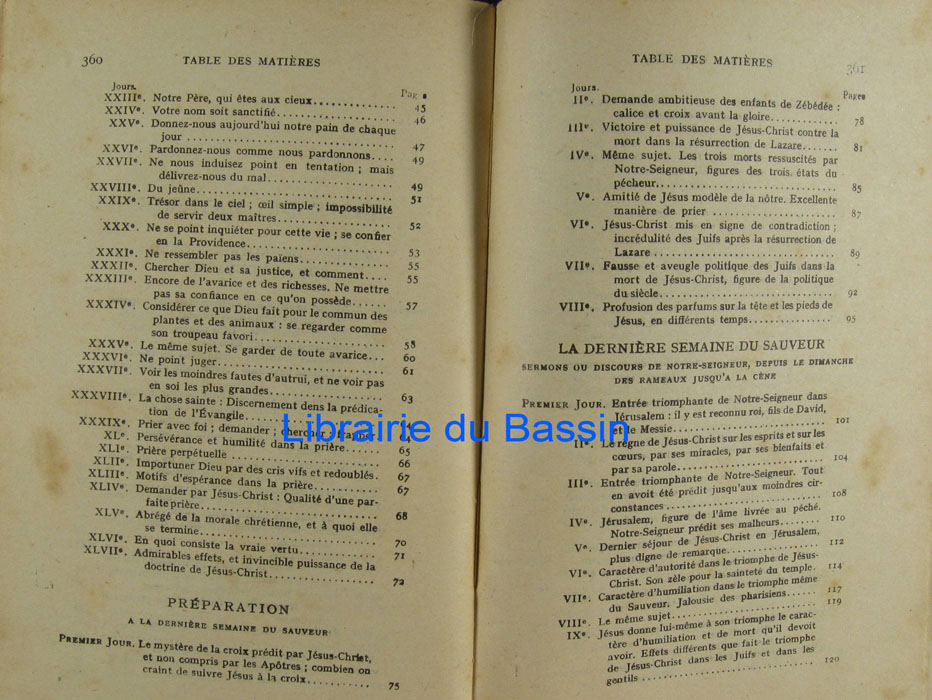 360 TABLE DES MATIÈRES
Jours. Pages
XXIIIe. Notre Père, qui êtes aux cieux 45
XXIVe. Votre nom soit sanctifié 46
XXVe. Donnez-nous aujourd'hui notre pain de chaque
jour 47
XXVIe. Pardonnez-nous comme nous pardonnons 49
XXVIIe. Ne nous induisez point en tentation ; mais
délivrez-nous du mal 49
XXVIIIe. Du jeûne 51
XXIXe. Trésor dans le ciel ; œil simple ; impossibilité
de servir deux maîtres 52
XXXe. Ne se point inquiéter pour cette vie ; se confier
en la Providence 53
XXXIe. Ne ressembler pas les païens 55
XXXIIe. Chercher Dieu et sa justice, et comment 55
XXXIIIe. Encore de l'avarice et des richesses. Ne mettre
pas sa confiance en ce qu'on possède 57
XXXIVe. Considérer ce que Dieu fait pour le commun des
plantes et des animaux : se regarder comme
son troupeau favori 58
XXXVe. Le même sujet. Se garder de toute avarice 60
XXXVIe. Ne point juger 61
XXXVIIe. Voir les moindres fautes d'autrui, et ne voir pas
en soi les plus grandes 63
XXXVIIIe. La chose sainte : Discernement dens la prédica-
tion de l'Évangile
XXXIXe. Prier avec foi ; demander ; chercher ; frapper
XLe. Persévérance et humilité dans la prière 65
XLIe. Prière perpétuelle 66
XLIIe. Importuner Dieu par des cris vifs et redoublés. 67
XLIIIe. Motifs d'espérance dans la prière 67
XLIVe. Demander par Jésus-Christ : Qualité d'une par-
faite prière 68
XLVe. Abrégé de la morale chrétienne, et à quoi elle
se termine 70
XLVIe. En quoi consiste la vraie vertu 71
XLVIIe. Admirables effets, et invincible puissance de la
doctrine de Jésus-Christ 72
PRÉPARATION
A LA DERNIÈRE SEMAINE DU SAUVEUR
PREMIER JOUR. Le mystère de la croix prédit par Jésus-Christ,
et non compris par les Apôtres ; combien on
craint de suivre Jésus à la croix 75
TABLE DES MATIÈRES 361
Jours. Pages
IIe. Demande ambitieuse des enfants de Zébédée :
calice et croix avant la gloire 78
IIIe. Victoire et puissance de Jésus-Christ contre la
mort dans la résurrection de Lazare 81
IVe. Même sujet. Les trois morts ressuscités par
Notre-Seigneur, figures des trois états du
pécheur 85
Ve. Amitié de Jésus modèle de la nôtre. Excellente
manière de prier 87
VIe. Jésus-Christ mis en signe de contradiction ;
incrédulité des Juifs après la résurrection de
Lazare 89
VIIe. Fausse et aveugle politique des Juifs dans la
mort de Jésus-Christ, figure de la politique
du siècle 92
VIIIe. Profusion des parfums sur la tête et les pieds de
Jésus, en différents temps 95
LA DERNIÈRE SEMAINE DU SAUVEUR
SERMONS OU DISCOURS DE NOTRE-SEIGNEUR, DEPUIS LE DIMANCHE
DES RAMEAUX JUSQU'A LA CÈNE
PREMIER JOUR. Entrée triomphante de Notre-Seigneur dans
Jérusalem : il y est reconnu roi, fils de David,
et le Messie 101
IIe. Le règne de Jésus-Christ sur les esprits et sur les
cœurs, par ses miracles, par ses bienfaits et
par sa parole 104
IIIe. Entrée triomphante de Notre-Seigneur. Tout
en avoit été prédit jusqu'aux moindres cir-
constances 108
IVe. Jérusalem, figure de l'âme livrée au péché.
Notre-Seigneur prédit ses malheurs 110
Ve. Dernier séjour de Jésus-Christ en Jérusalem,
plus digne de remarque 112
VIe. Caractère d'autorité dans le triomphe de Jésus-
Christ. Son zèle pour la sainteté du temple. 114
VIIe. Caractère d'humiliation dans le triomphe même
du Sauveur. Jalousie des pharisiens 117
VIIIe. Le même sujet 119
IXe. Jésus donne lui-même à son triomphe le carac-
tère d'humiliation et de mort qu'il devoit
avoir. Effets différents que fait le triomphe
de Jésus-Christ dans les Juifs et dans les
gentils 120
Librairie du Bassin